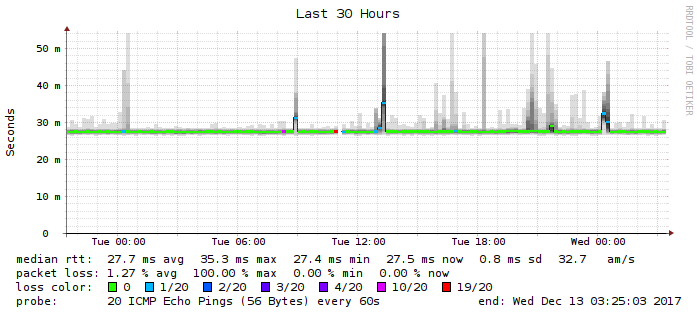 Last 30 Hours
RRDTOOL / TOBI OETIKER
Seconds
50 m
40 m
30 m
20 m
10 m
0
Tue 00:00 Tue 06:00 Tue 12:00 Tue 18:00 Wed 00:00
median rtt: 27.7 ms avg 35.3 ms max 27.4 ms min 27.5 ms now 0.8 ms sd 32.7 am/s
packet loss: 1.27 % avg 100.00 % max 0.00 % min 0.00 % now
loss color: 0 1/20 2/20 3/20 4/20 10/20 19/20
probe: 20 ICMP Echo Pings (56 Bytes) every 60s end: Wed Dec 13 03:25:03 2017